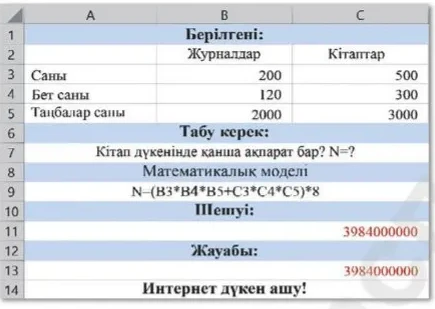 A B C
1 Берілгені:
2 Журналдар Кітаптар
3 Саны 200 500
4 Бет саны 120 300
5 Таңбалар саны 2000 3000
6 Табу керек:
7 Кітап дүкенінде қанша ақпарат бар? N=?
8 Математикалық моделі
9 N=(B3*B4*B5+C3*C4*C5)*8
10 Шешуі:
11 3984000000
12 Жауабы:
13 3984000000
14 Интернет дүкен ашу!